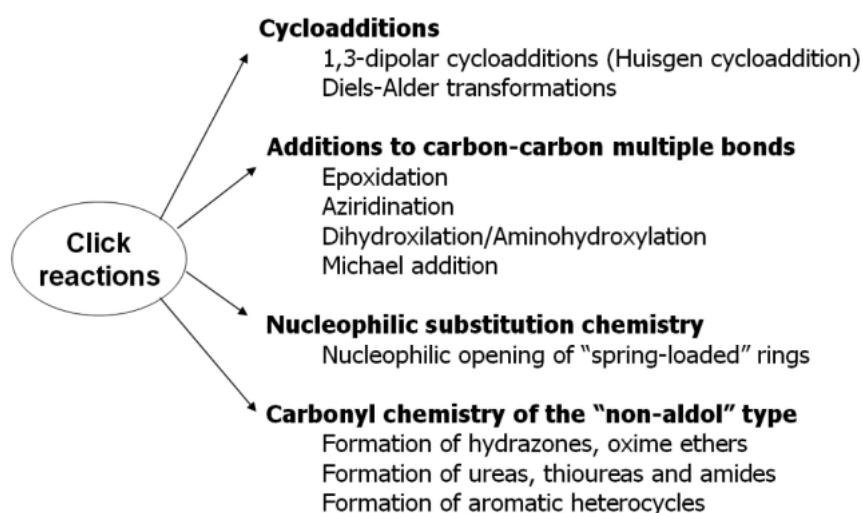 Cycloadditions
1,3-dipolar cycloadditions (Huisgen cycloaddition)
Diels-Alder transformations
Additions to carbon-carbon multiple bonds
Epoxidation
Aziridination
Dihydroxilation/Aminohydroxylation
Michael addition
Click
reactions
Nucleophilic substitution chemistry
Nucleophilic opening of “spring-loaded” rings
Carbonyl chemistry of the “non-aldol” type
Formation of hydrazones, oxime ethers
Formation of ureas, thioureas and amides
Formation of aromatic heterocycles